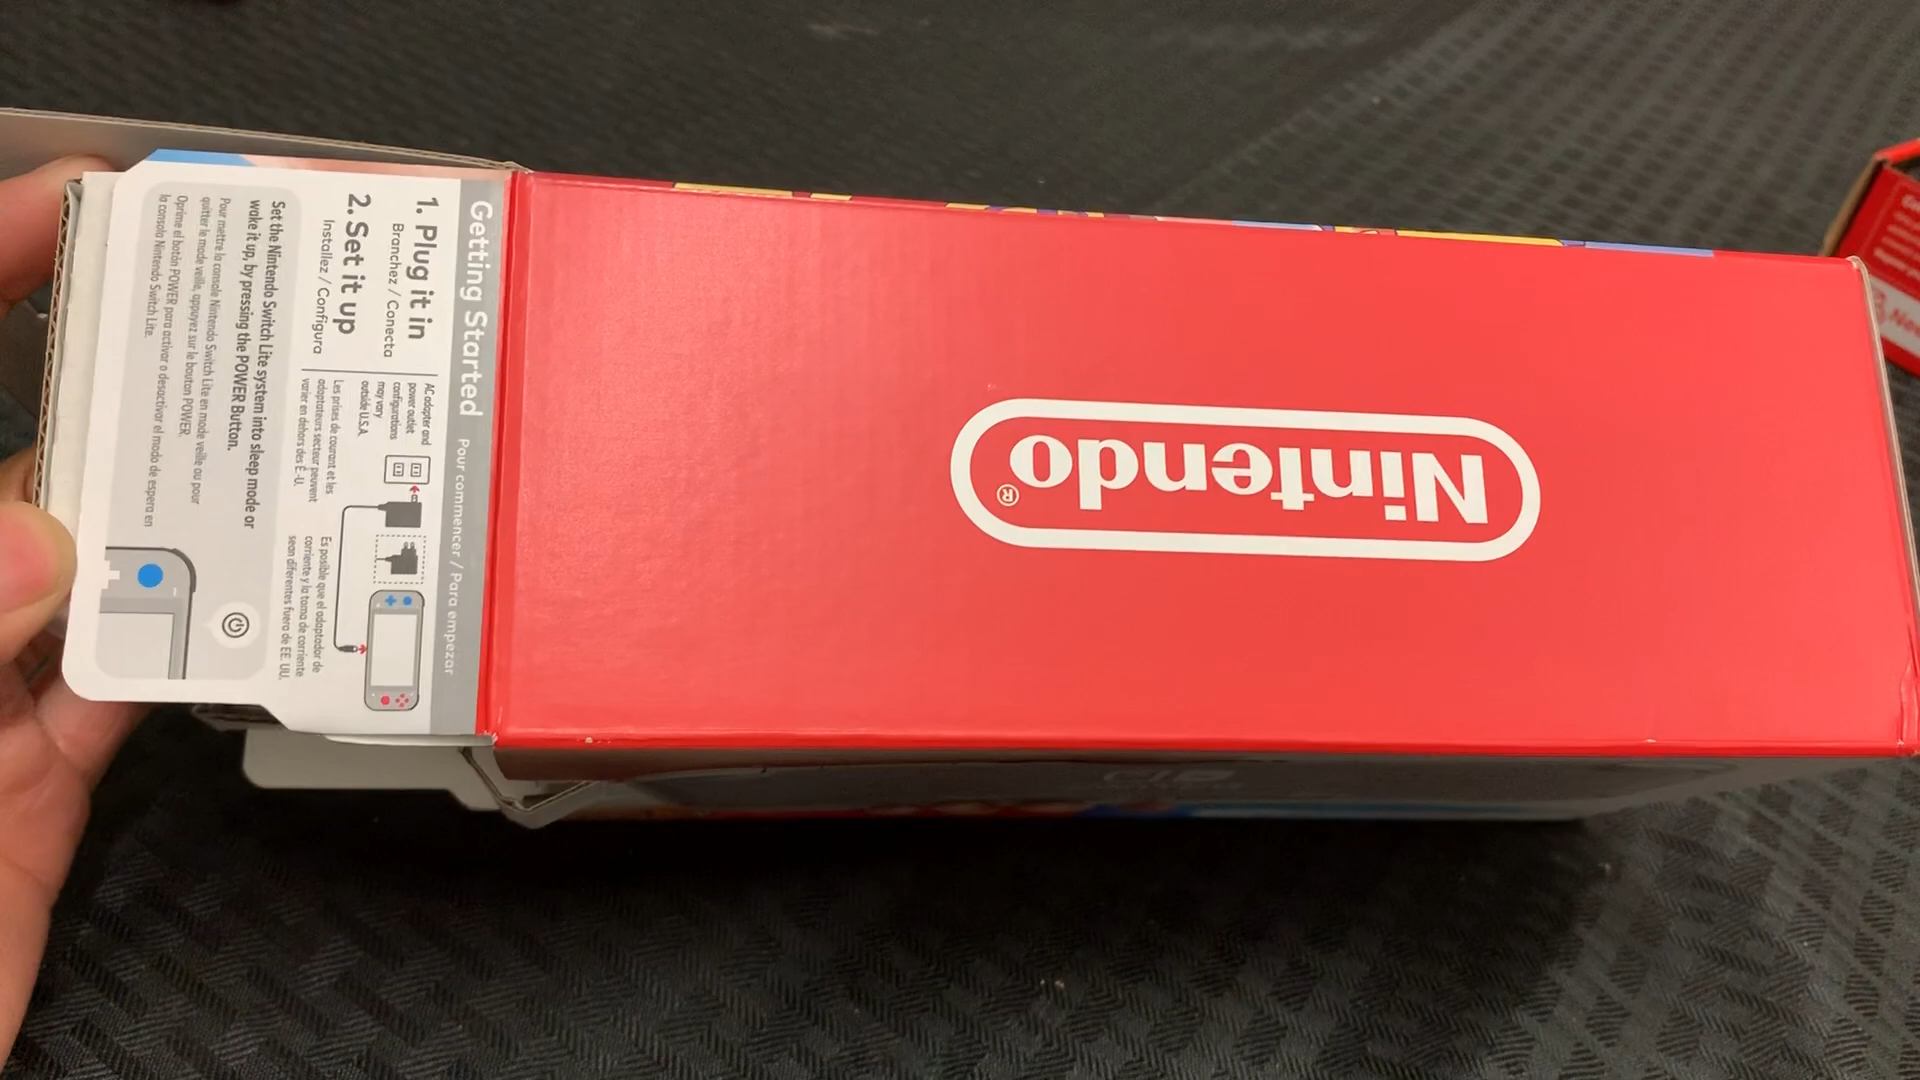 Getting Started Pour commencer / Para empezar
1. Plug it in
Branchez / Conecta
2. Set it up
Installez / Configura
AC adapter and
power outlet
configurations
may vary
outside U.S.A.
Les prises de courant et les
adaptateurs secteur peuvent
varier en dehors des É.-U.
Es posible que el adaptador de
corriente y la toma de corriente
sean diferentes fuera de EE. UU.
Set the Nintendo Switch Lite system into sleep mode or
wake it up, by pressing the POWER Button.
Pour mettre la console Nintendo Switch Lite en mode veille ou pour
quitter le mode veille, appuyez sur le bouton POWER.
Oprime el botón POWER para activar o desactivar el modo de espera en
la consola Nintendo Switch Lite.
Nintendo®